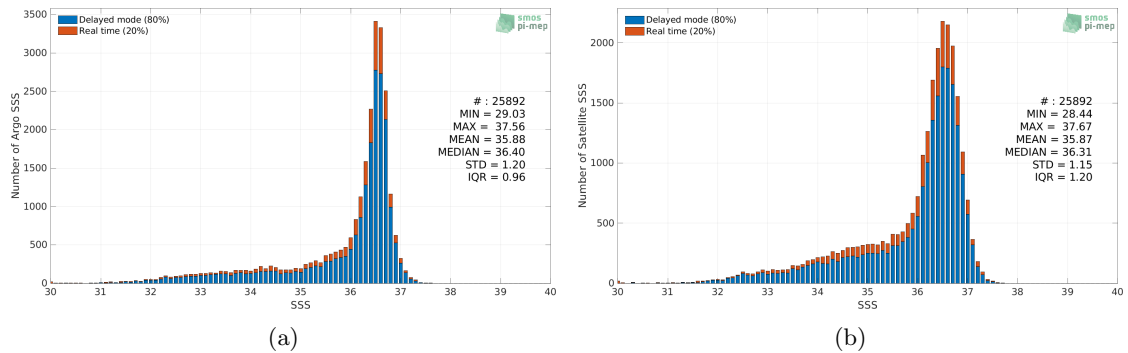 Delayed mode (80%)
Real time (20%)
smos
pi-mep
Number of Argo SSS
3500
3000
2500
2000
1500
1000
500
0
# : 25892
MIN = 29.03
MAX = 37.56
MEAN = 35.88
MEDIAN = 36.40
STD = 1.20
IQR = 0.96
30 31 32 33 34 35 36 37 38 39 40
SSS
(a)
Delayed mode (80%)
Real time (20%)
smos
pi-mep
Number of Satellite SSS
2000
1500
1000
500
0
# : 25892
MIN = 28.44
MAX = 37.67
MEAN = 35.87
MEDIAN = 36.31
STD = 1.15
IQR = 1.20
30 31 32 33 34 35 36 37 38 39 40
SSS
(b)